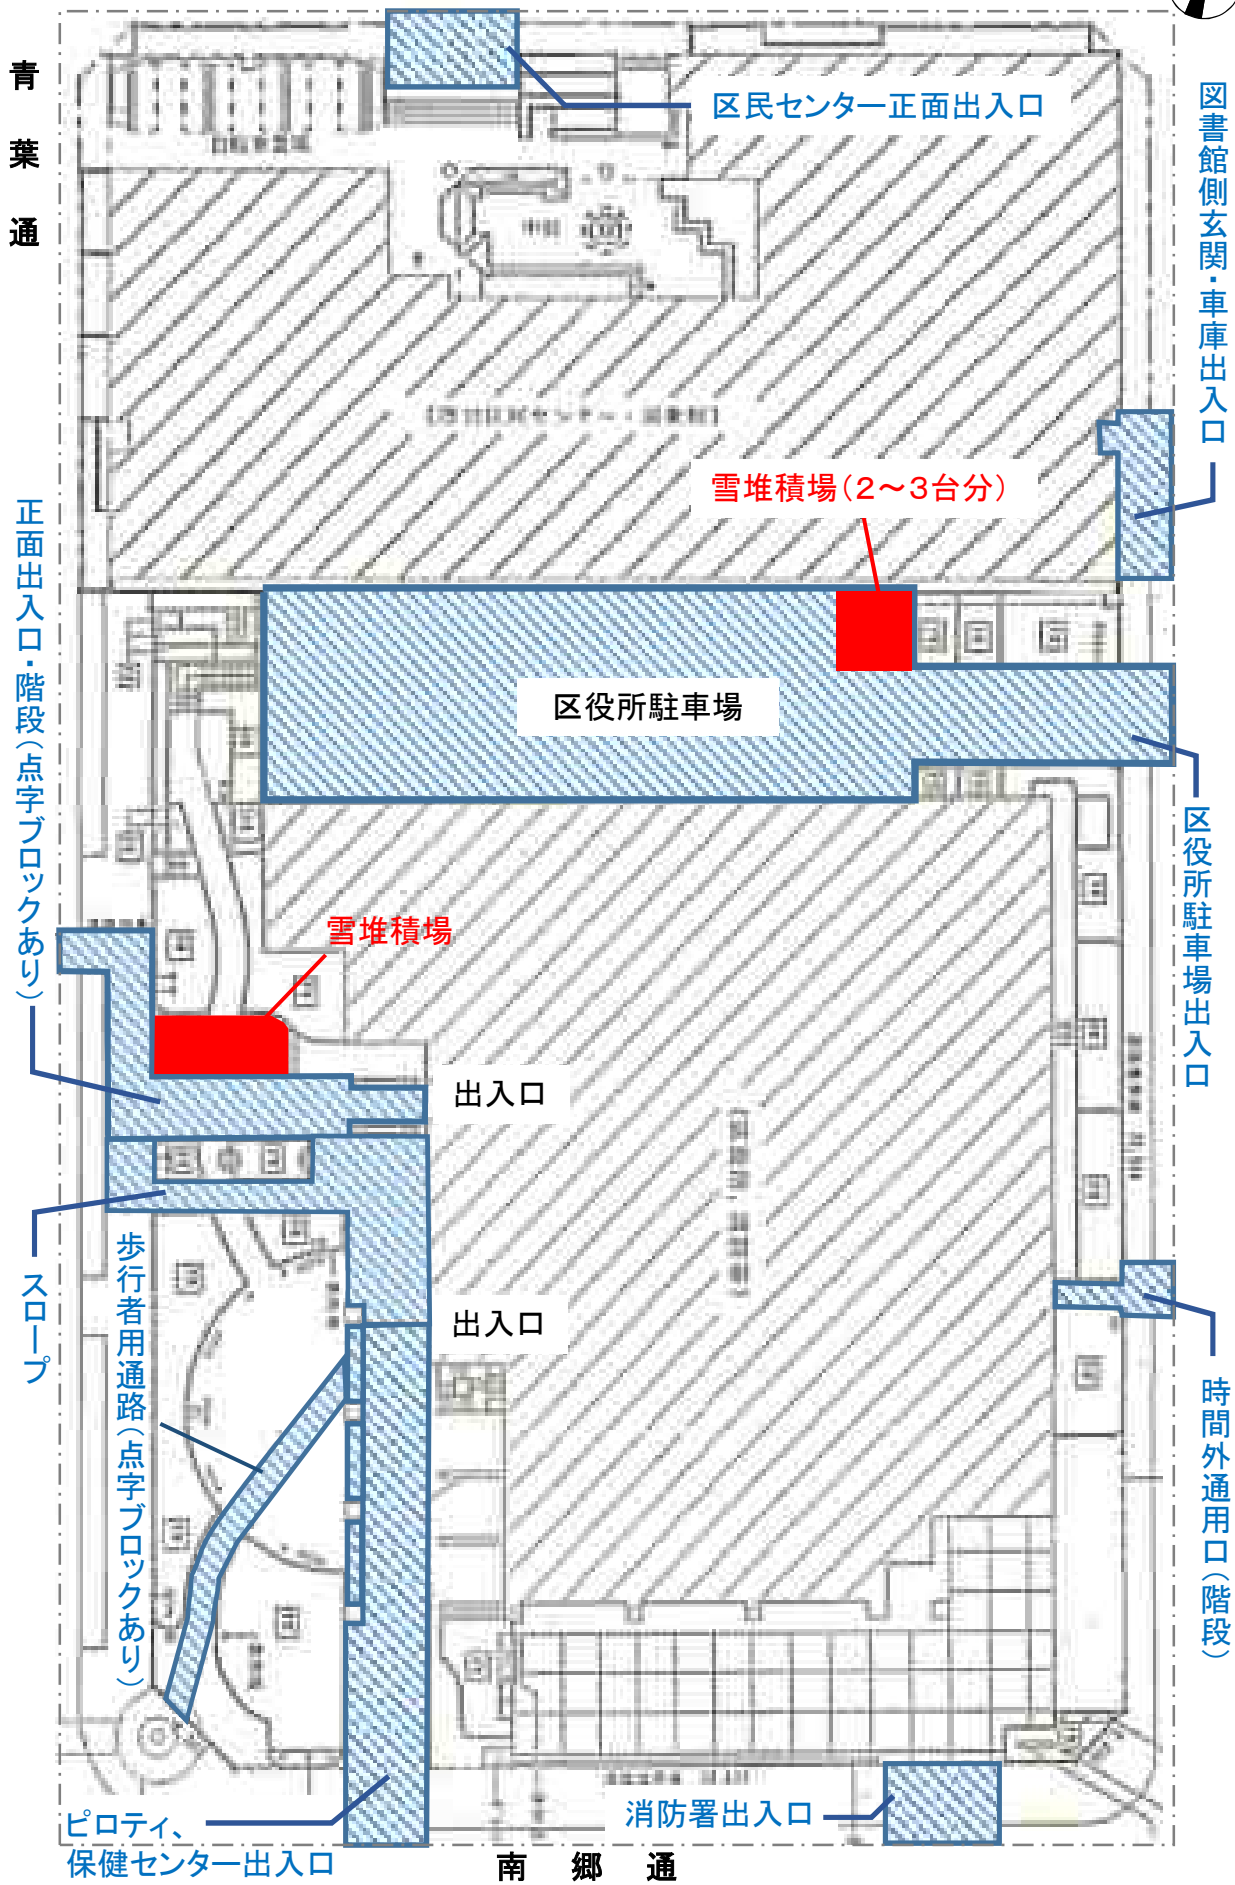 青葉通
区民センター正面出入口
図書館側玄関・車庫出入口
雪堆積場(2～3台分)
正面出入口・階段(点字ブロックあり)
区役所駐車場
区役所駐車場出入口
雪堆積場
出入口
出入口
スロープ
歩行者用通路(点字ブロックあり)
時間外通用口(階段)
消防署出入口
ピロティ、
保健センター出入口
南郷通